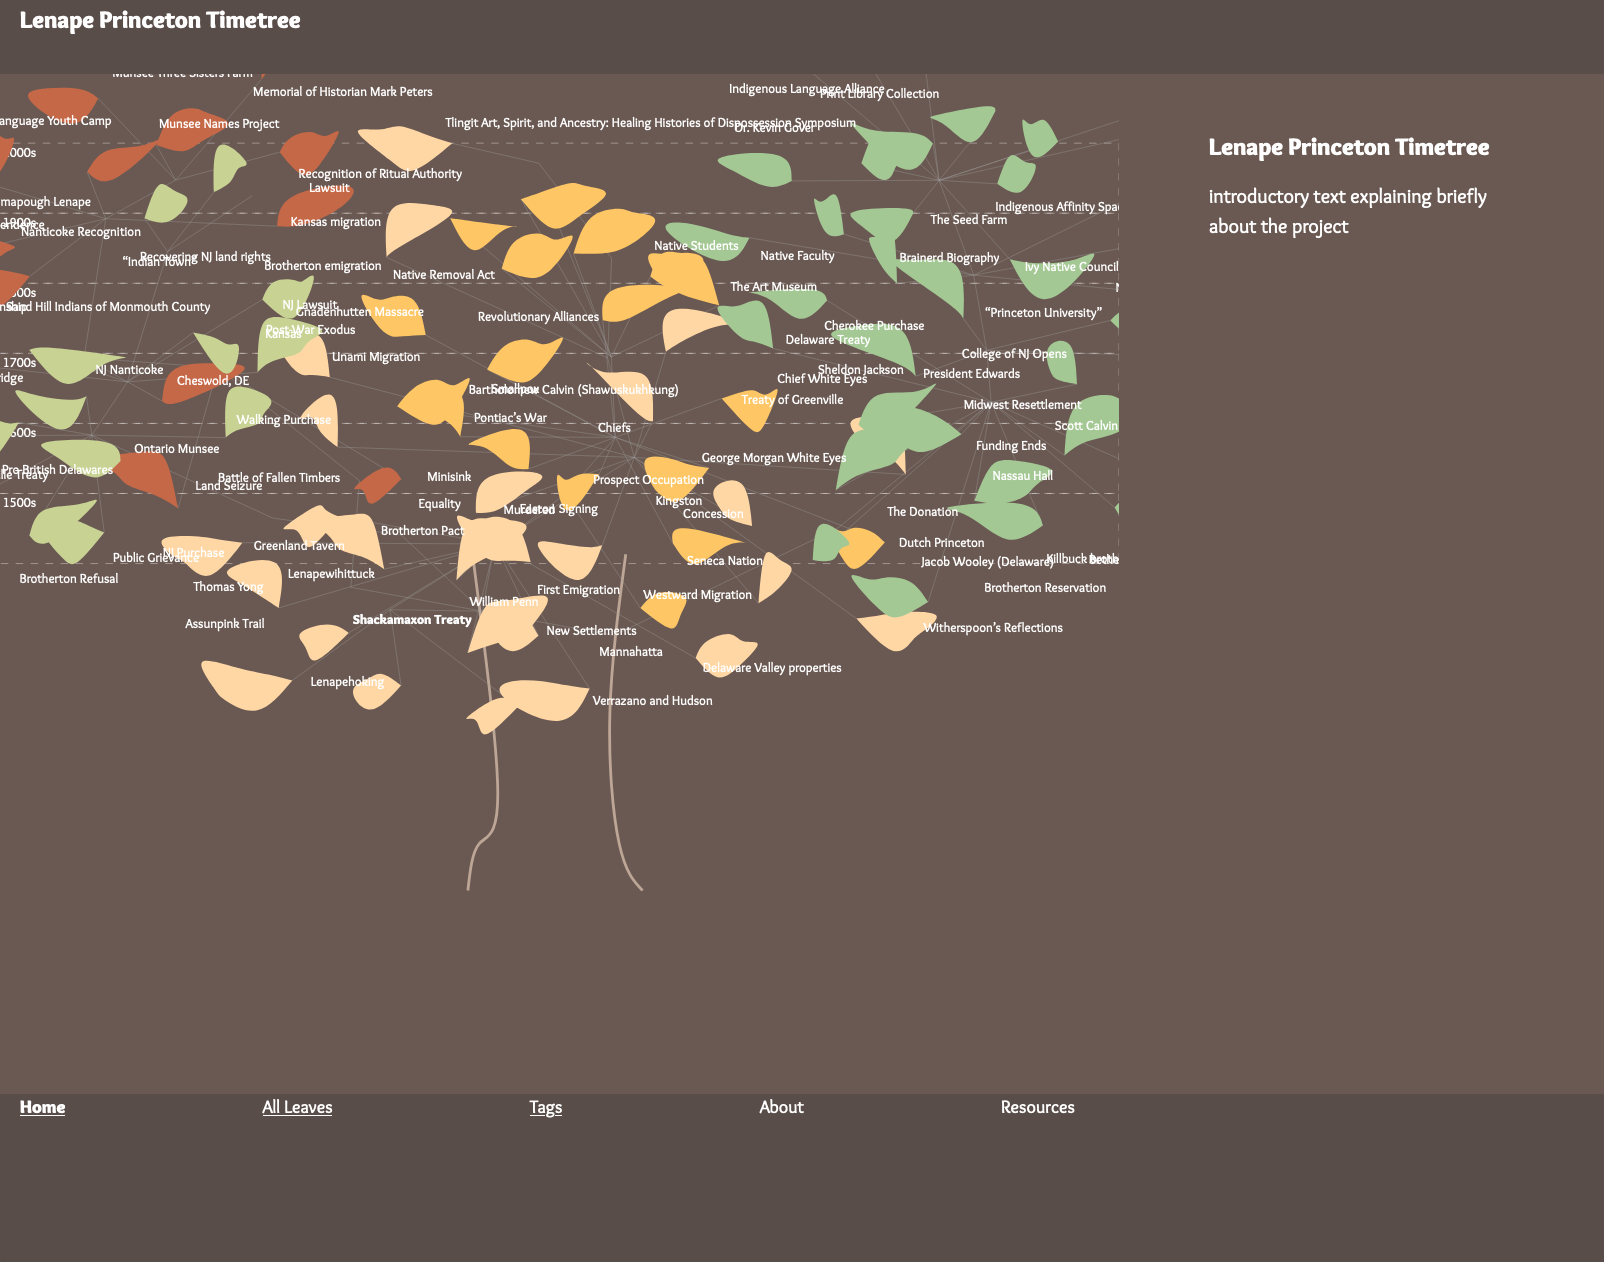 Lenape Princeton Timetree
Munsee Three Sisters Farm
Memorial of Historian Mark Peters
Indigenous Language Alliance
Print Library Collection
anguage Youth Camp
Munsee Names Project
Tlingit Art, Spirit, and Ancestry: Healing Histories of Dispossession Symposium
Dr. Kevin Gover
Lenape Princeton Timetree
000s
Recognition of Ritual Authority
Lawsuit
introductory text explaining briefly
about the project
mapough Lenape
Indigenous Affinity Spa
1900s
Kansas migration
The Seed Farm
Nanticoke Recognition
Native Students
"Indian Town"
Recovering NJ land rights
Brotherton emigration
Native Faculty
Brainerd Biography
Ivy Native Council
Native Removal Act
The Art Museum
800s
Sand Hill Indians of Monmouth County
NJ Lawsuit
Gnadenhutten Massacre
Revolutionary Alliances
"Princeton University"
Post War Exodus
Kansas
Cherokee Purchase
Delaware Treaty
Unami Migration
College of NJ Opens
1700s
NJ Nanticoke
Sheldon Jackson
President Edwards
ridge
Cheswold, DE
Chief White Eyes
Bartholomew Calvin (Shawuskukhkung)
Smallpox
Treaty of Greenville
Midwest Resettlement
Walking Purchase
Pontiac's War
Chiefs
Scott Calvin
600s
Ontario Munsee
Funding Ends
George Morgan White Eyes
Pre British Delawares
Battle of Fallen Timbers
Minisink
Prospect Occupation
Nassau Hall
Land Seizure
1500s
Equality
Murdered
Easton Signing
Kingston
Concession
The Donation
Brotherton Pact
Dutch Princeton
Greenland Tavern
NJ Purchase
Public Grievance
Seneca Nation
Jacob Wooley (Delaware)
Killbuck
Brotherton Refusal
Lenapewihittuck
Thomas Yong
First Emigration
Westward Migration
Brotherton Reservation
William Penn
Assunpink Trail
Shackamaxon Treaty
New Settlements
Witherspoon's Reflections
Mannahatta
Delaware Valley properties
Lenapehoking
Verrazano and Hudson
Home
All Leaves
Tags
About
Resources